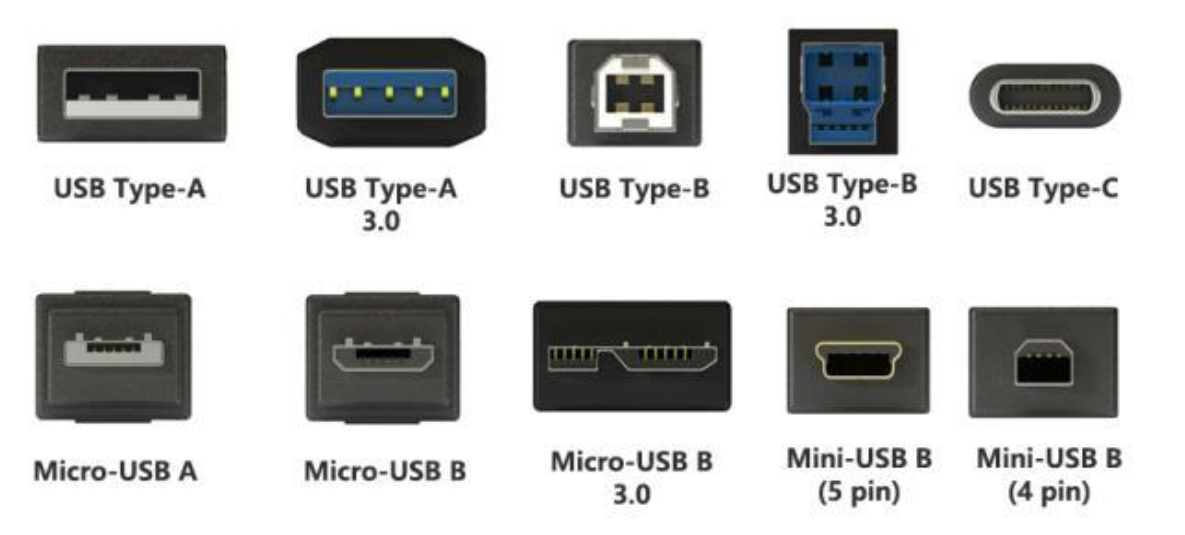 USB Type-A
USB Type-A
3.0
USB Type-B
USB Type-B
3.0
USB Type-C
Micro-USB A
Micro-USB B
Micro-USB B
3.0
Mini-USB B
(5 pin)
Mini-USB B
(4 pin)